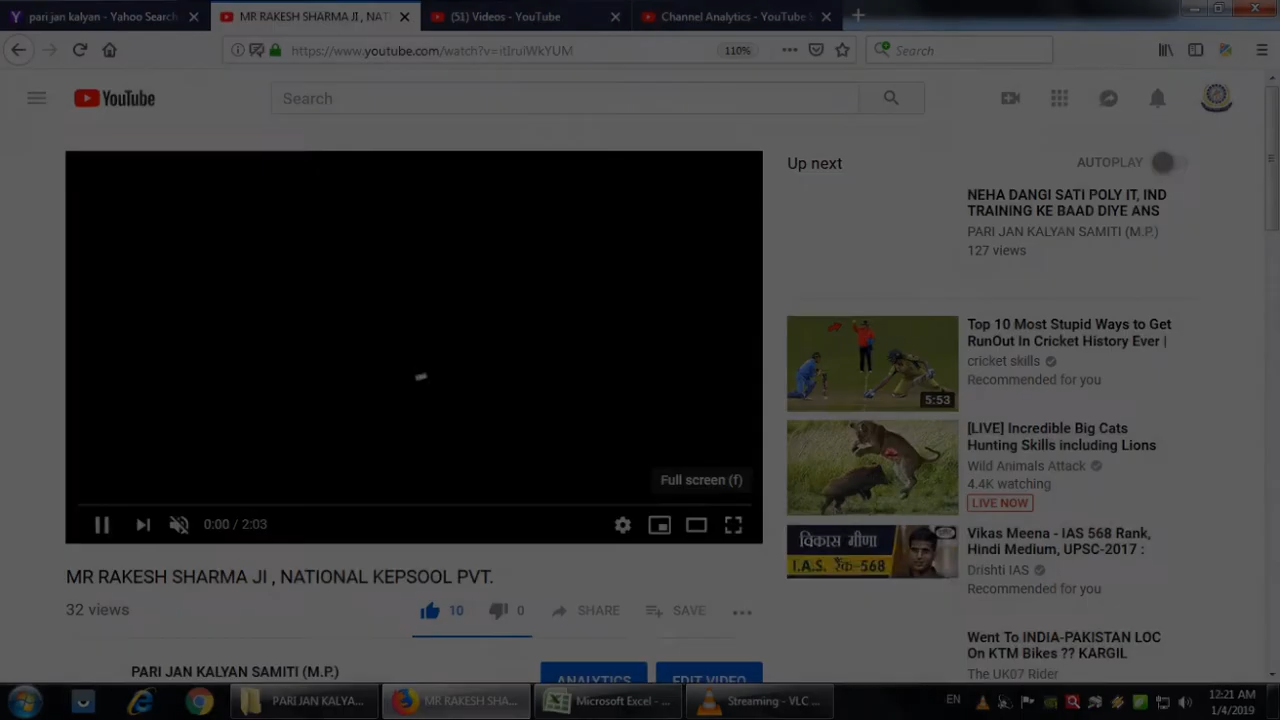 pari jan kalyan - Yahoo Search
MR RAKESH SHARMA JI , NAT
(51) Videos - YouTube
Channel Analytics - YouTube
https://www.youtube.com/watch?v=itIruiWkYUM
110%
Search
YouTube
Search
Up next
AUTOPLAY
NEHA DANGI SATI POLY IT, IND
TRAINING KE BAAD DIYE ANS
PARI JAN KALYAN SAMITI (M.P.)
127 views
Top 10 Most Stupid Ways to Get
RunOut In Cricket History Ever |
cricket skills
Recommended for you
5:53
[LIVE] Incredible Big Cats
Hunting Skills including Lions
Wild Animals Attack
4.4K watching
LIVE NOW
Full screen (f)
0:00 / 2:03
विकास मीणा
I.A.S. रैंक-568
Vikas Meena - IAS 568 Rank,
Hindi Medium, UPSC-2017 :
Drishti IAS
Recommended for you
MR RAKESH SHARMA JI , NATIONAL KEPSOOL PVT.
32 views
10
0
SHARE
SAVE
Went To INDIA-PAKISTAN LOC
On KTM Bikes ?? KARGIL
The UK07 Rider
PARI JAN KALYAN SAMITI (M.P.)
ANALYTICS
EDIT VIDEO
PARI JAN KALYA...
MR RAKESH SHA...
Microsoft Excel - ...
Streaming - VLC ...
EN
12:21 AM
1/4/2019